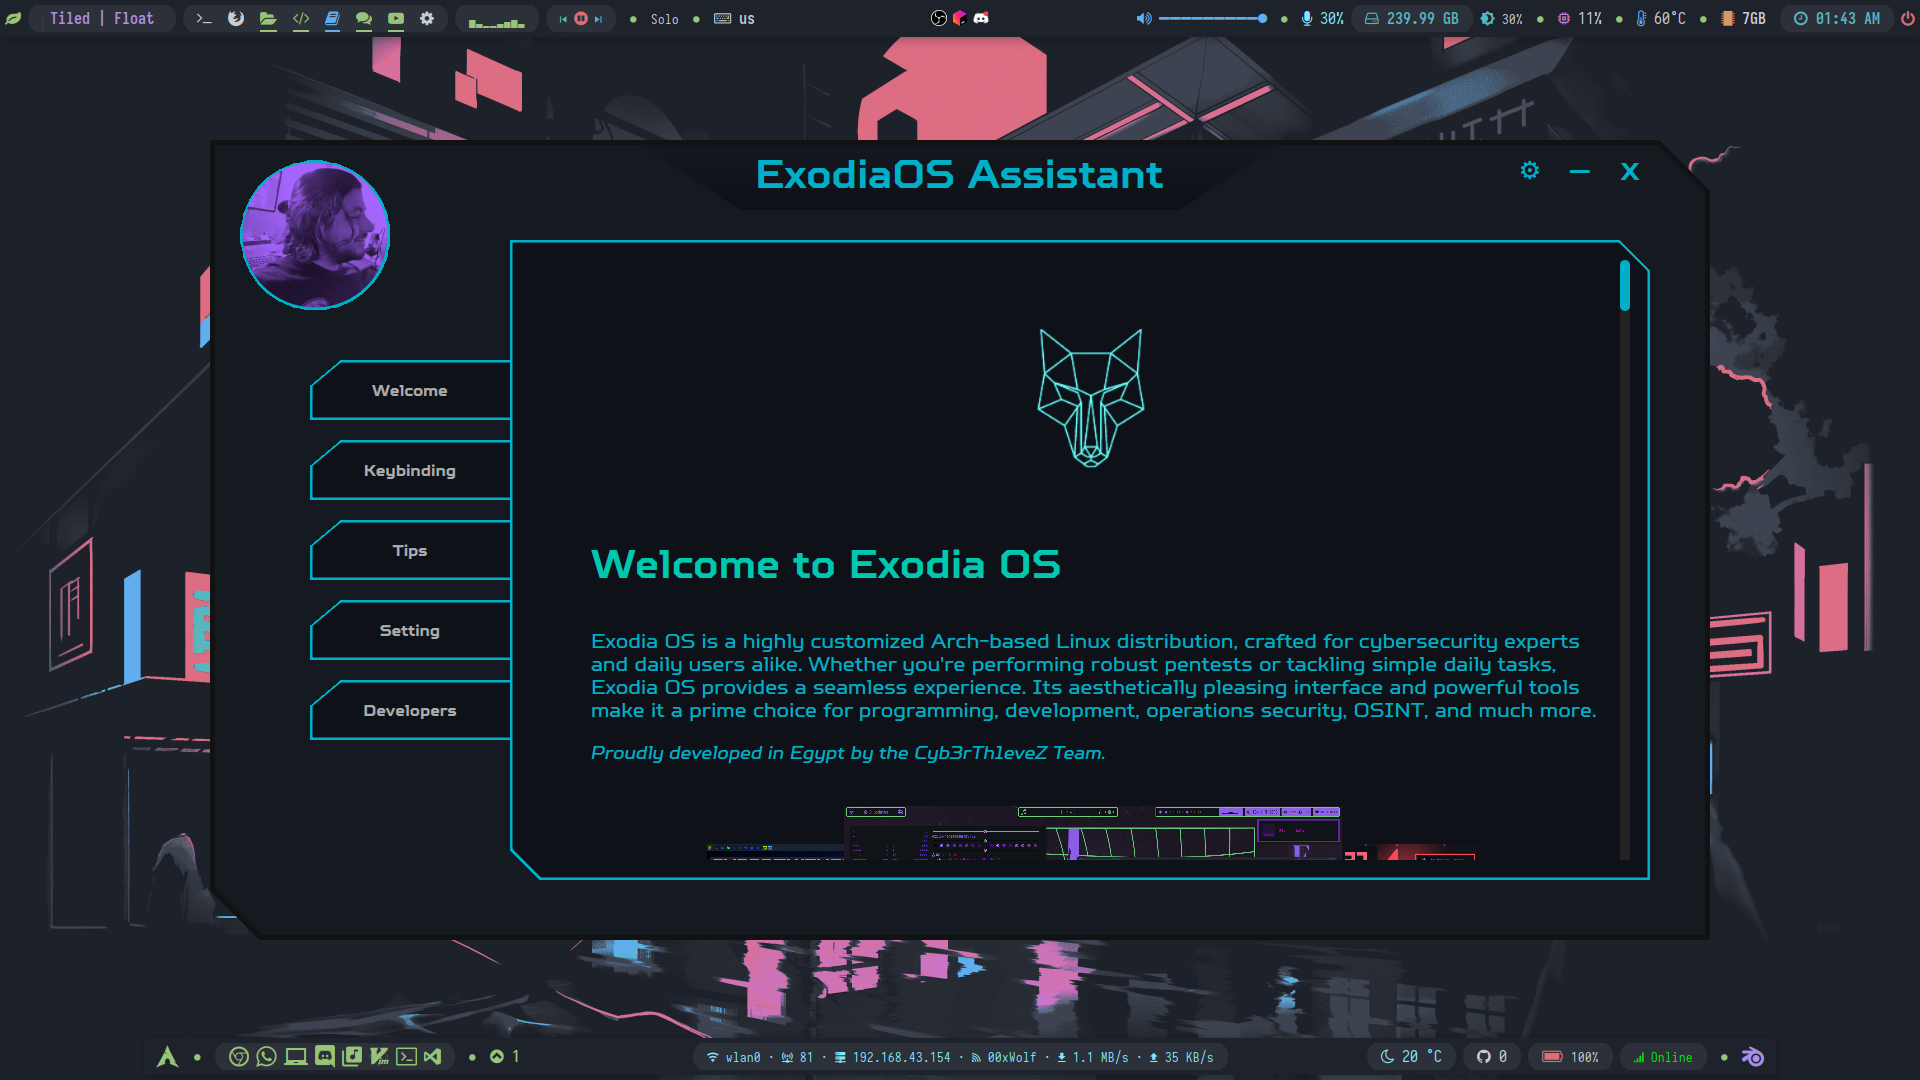 Tiled | Float
Solo
us
30%
239.99 GB
30%
11%
60°C
7GB
01:43 AM
ExodiaOS Assistant
X
Welcome
Keybinding
Tips
Setting
Developers
Welcome to Exodia OS
Exodia OS is a highly customized Arch-based Linux distribution, crafted for cybersecurity experts
and daily users alike. Whether you're performing robust pentests or tackling simple daily tasks,
Exodia OS provides a seamless experience. Its aesthetically pleasing interface and powerful tools
make it a prime choice for programming, development, operations security, OSINT, and much more.
Proudly developed in Egypt by the Cyb3rTh1eveZ Team.
1
wlan0 · 81 · 192.168.43.154 · 00xWolf · 1.1 MB/s · 35 KB/s
20 °C
0
100%
Online